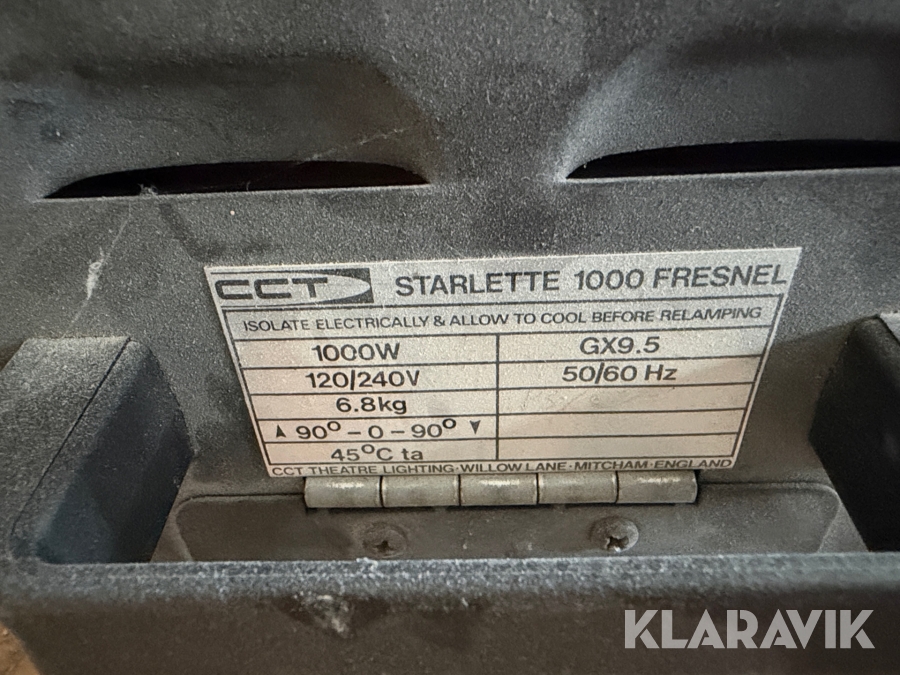 CCT STARLETTE 1000 FRESNEL
ISOLATE ELECTRICALLY & ALLOW TO COOL BEFORE RELAMPING
1000W GX9.5
120/240V 50/60 Hz
6.8kg
▲ 90° - 0 - 90° ▼
45°C ta
CCT THEATRE LIGHTING · WILLOW LANE · MITCHAM · ENGLAND
KLARAVIK